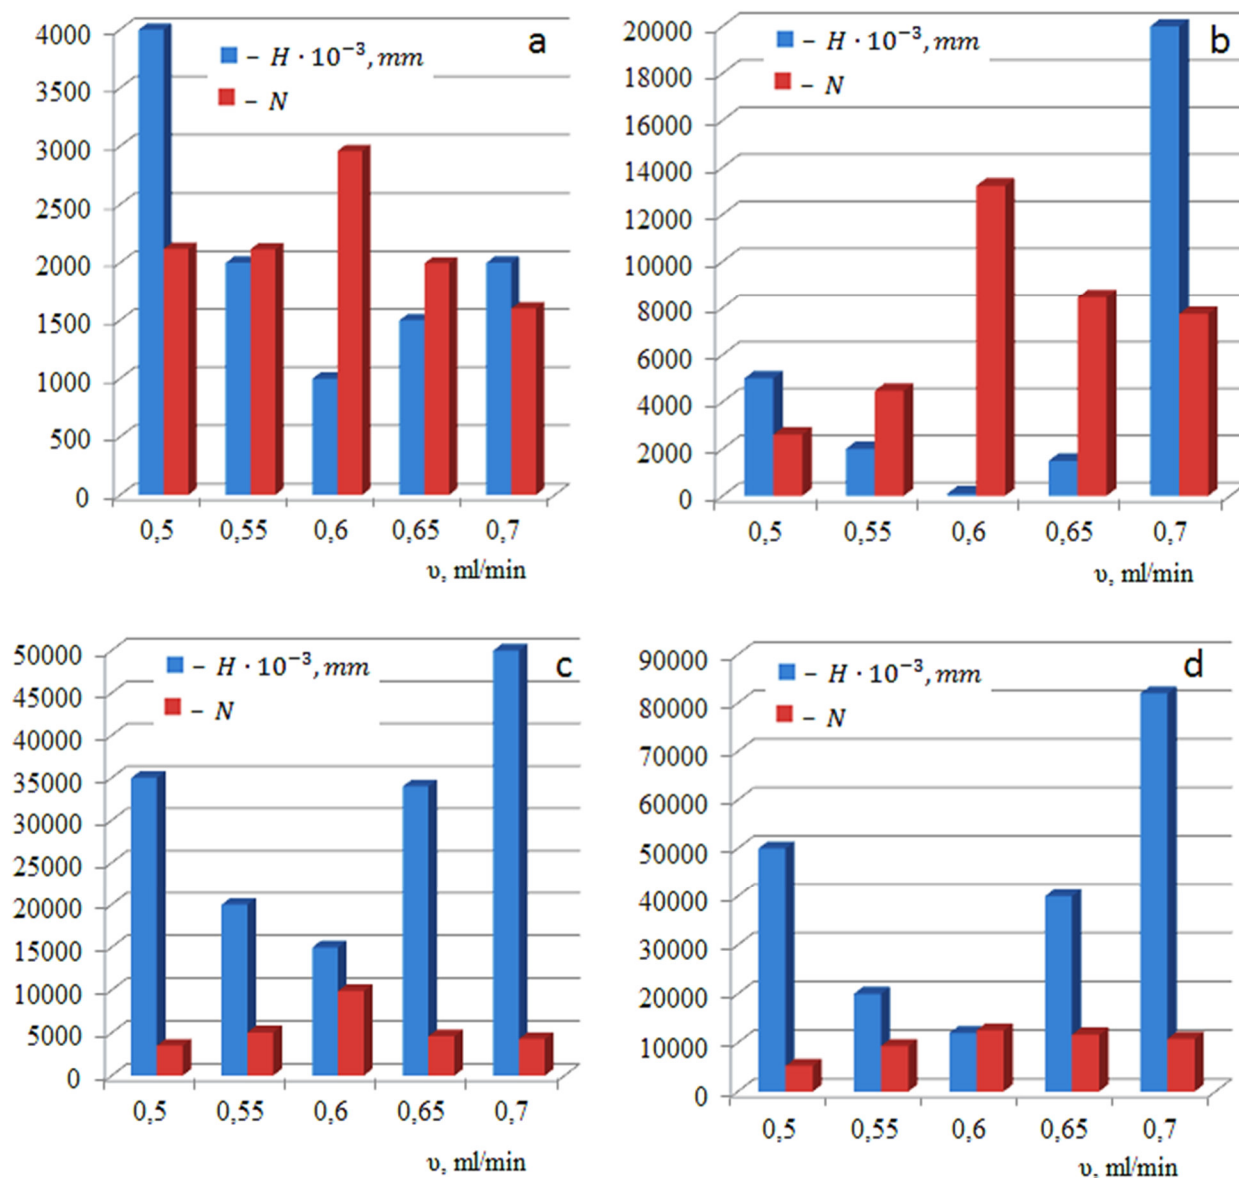 a
– H · 10⁻³, mm
– N
4000
3500
3000
2500
2000
1500
1000
500
0
0,5 0,55 0,6 0,65 0,7
υ, ml/min
b
– H · 10⁻³, mm
– N
20000
18000
16000
14000
12000
10000
8000
6000
4000
2000
0
0,5 0,55 0,6 0,65 0,7
υ, ml/min
c
– H · 10⁻³, mm
– N
50000
45000
40000
35000
30000
25000
20000
15000
10000
5000
0
0,5 0,55 0,6 0,65 0,7
υ, ml/min
d
– H · 10⁻³, mm
– N
90000
80000
70000
60000
50000
40000
30000
20000
10000
0
0,5 0,55 0,6 0,65 0,7
υ, ml/min